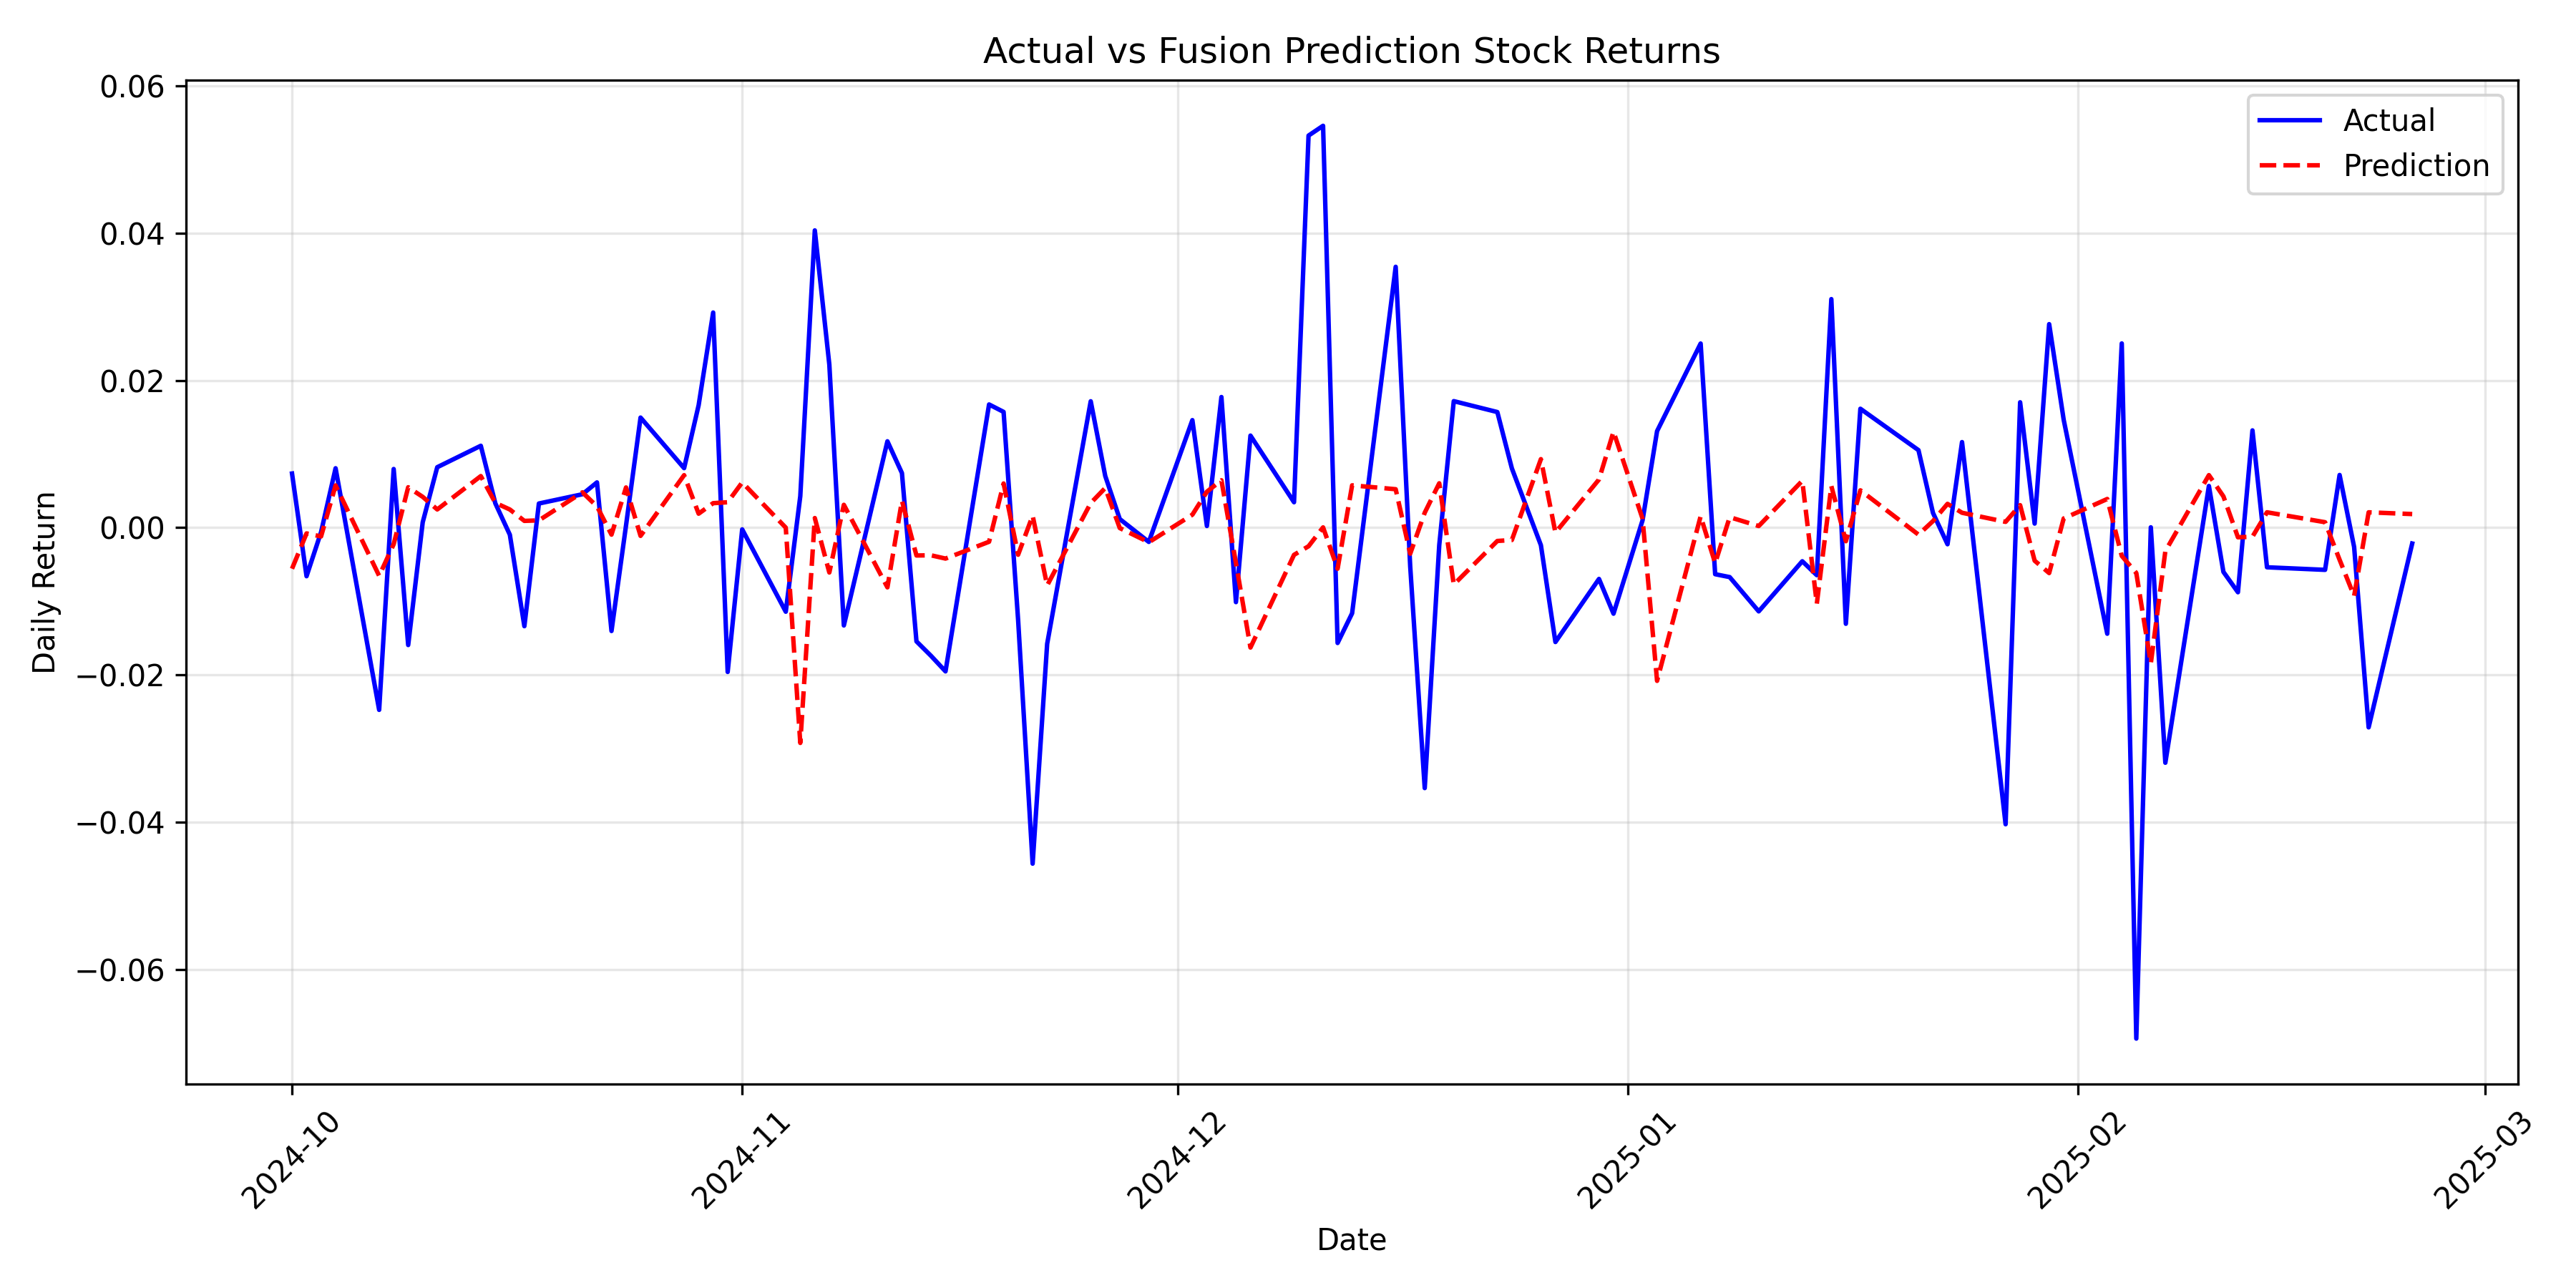 Actual vs Fusion Prediction Stock Returns
Actual
Prediction
Daily Return
0.06
0.04
0.02
0.00
−0.02
−0.04
−0.06
2024-10
2024-11
2024-12
2025-01
2025-02
2025-03
Date